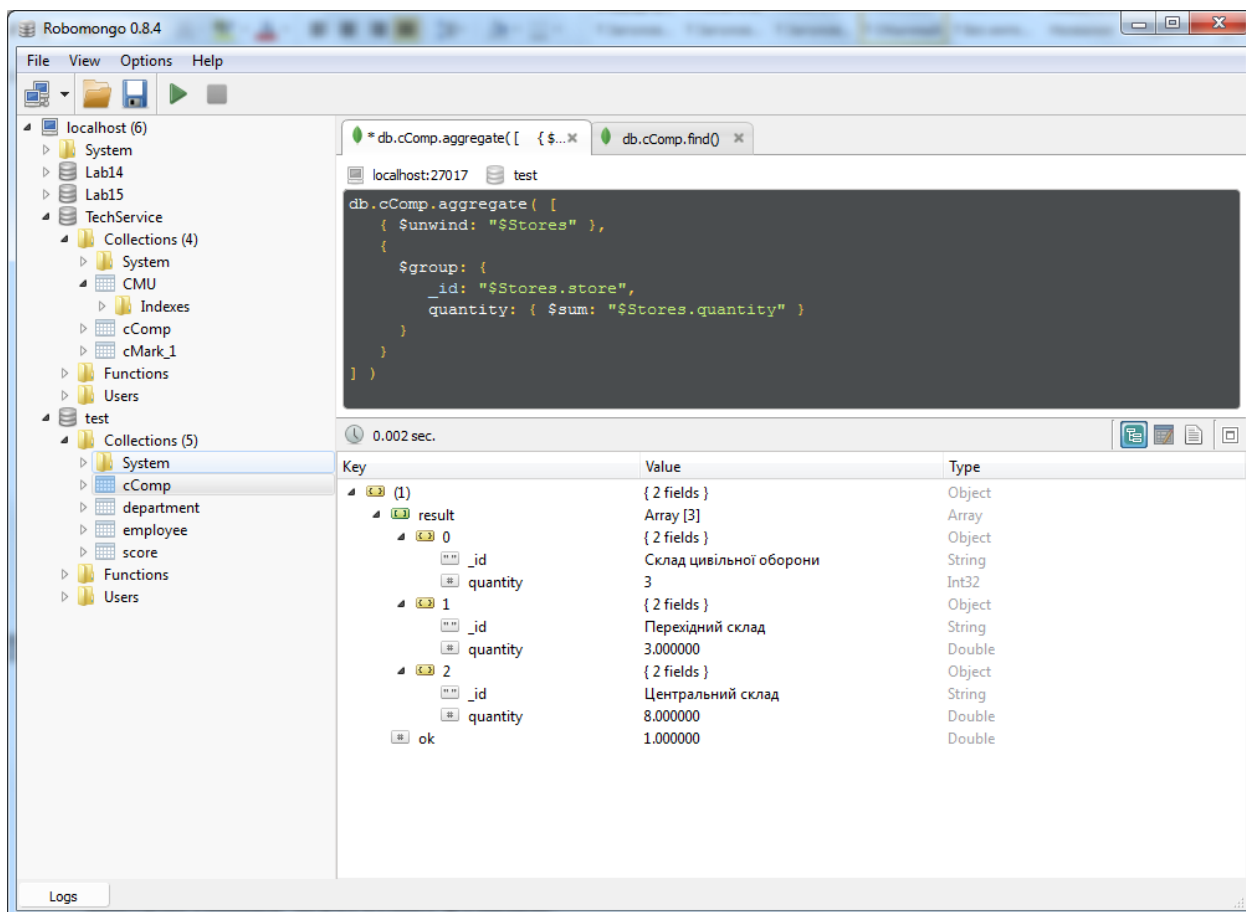 Robomongo 0.8.4
File View Options Help
localhost (6)
System
Lab14
Lab15
TechService
Collections (4)
System
CMU
Indexes
cComp
cMark_1
Functions
Users
test
Collections (5)
System
cComp
department
employee
score
Functions
Users
* db.cComp.aggregate( [ { $... db.cComp.find()
localhost:27017 test
db.cComp.aggregate( [
{ $unwind: "$Stores" },
{
$group: {
_id: "$Stores.store",
quantity: { $sum: "$Stores.quantity" }
}
}
] )
0.002 sec.
Key Value Type
(1) { 2 fields } Object
result Array [3] Array
0 { 2 fields } Object
_id Склад цивільної оборони String
quantity 3 Int32
1 { 2 fields } Object
_id Перехідний склад String
quantity 3.000000 Double
2 { 2 fields } Object
_id Центральний склад String
quantity 8.000000 Double
ok 1.000000 Double
Logs